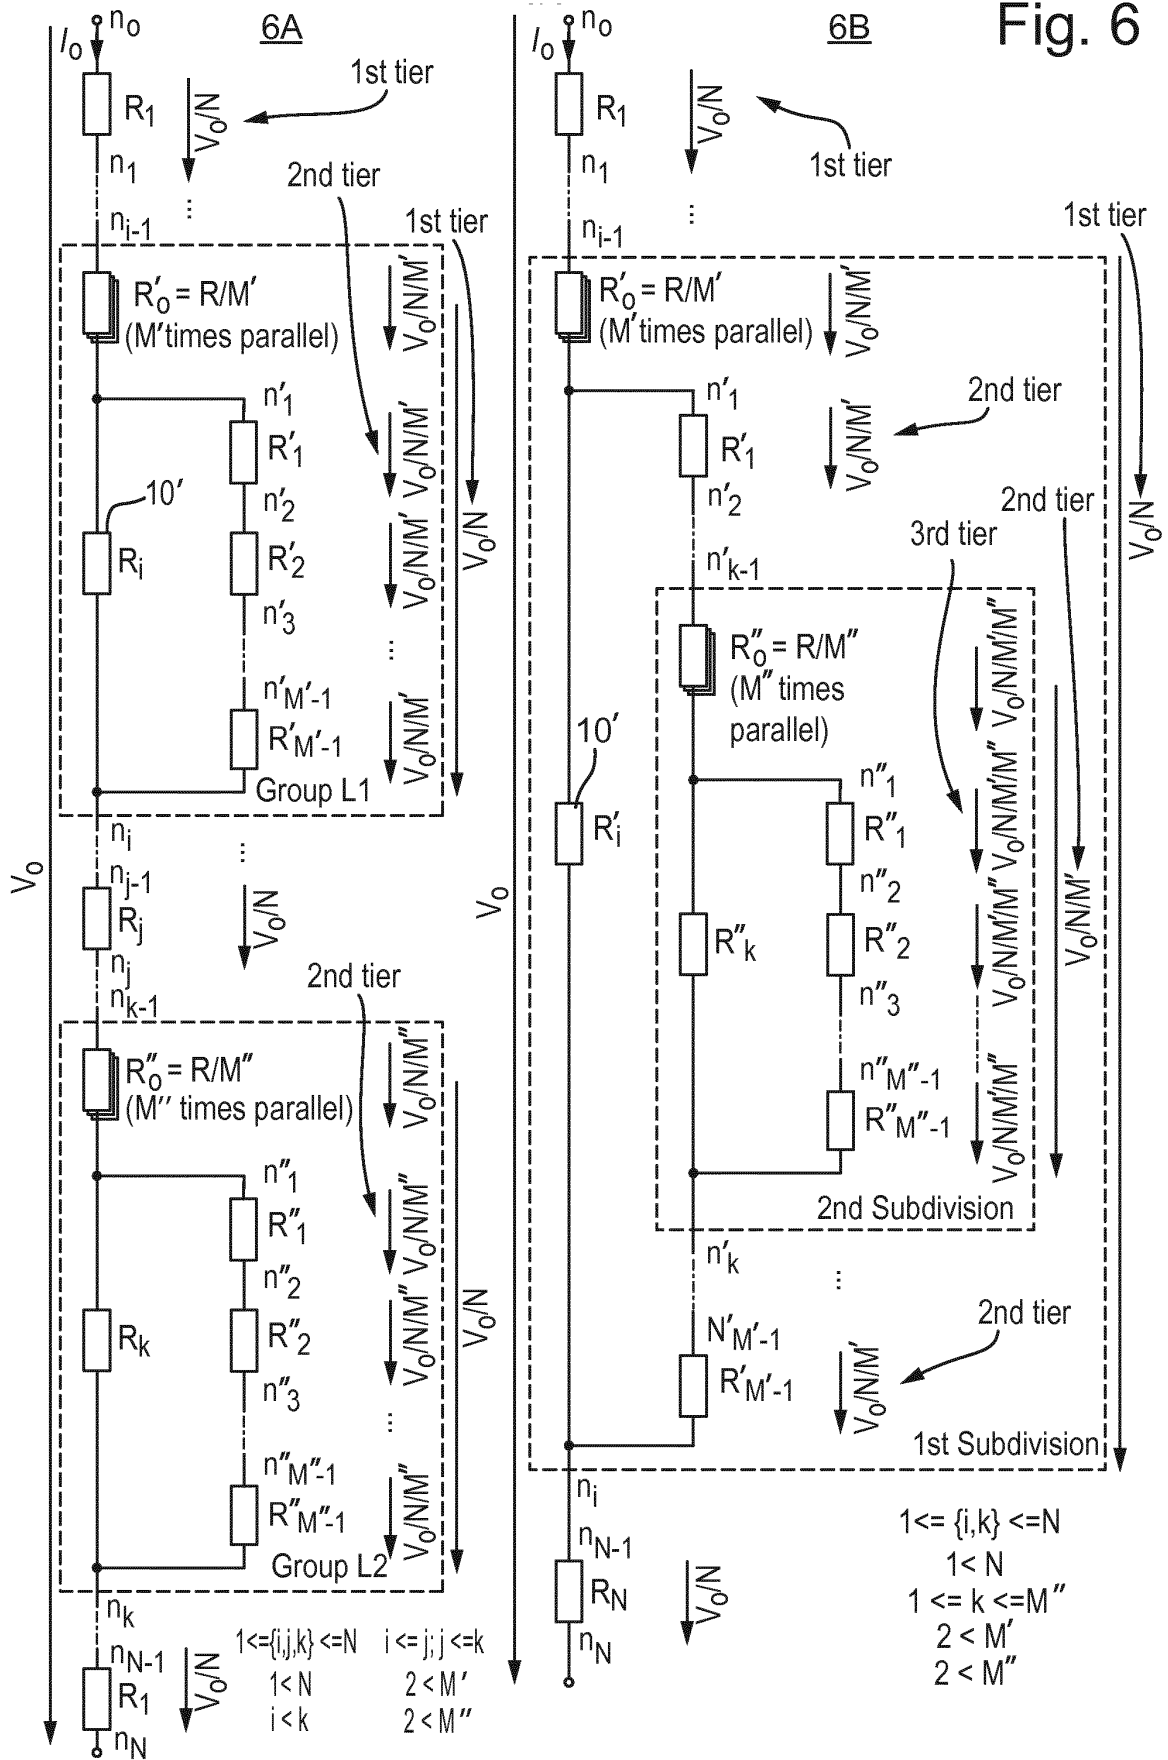 Fig. 6
6A
n₀
I₀
R₁
V₀/N
1st tier
n₁
...
nᵢ₋₁
2nd tier
1st tier
R'₀ = R/M'
(M' times parallel)
V₀/N/M'
n'₁
R'₁
V₀/N/M'
10'
n'₂
Rᵢ
R'₂
V₀/N/M'
V₀/N
n'₃
...
n'M'-1
R'M'-1
V₀/N/M'
Group L1
nᵢ
...
V₀
nⱼ₋₁
Rⱼ
V₀/N
nⱼ
nₖ₋₁
2nd tier
R"₀ = R/M"
(M'' times parallel)
V₀/N/M"
n"₁
R"₁
V₀/N/M"
n"₂
Rₖ
R"₂
V₀/N/M"
V₀/N
n"₃
...
n"M"-1
R"M"-1
V₀/N/M"
Group L2
nₖ
nN-1
R₁
V₀/N
nN
1<={i,j,k} <=N
i <= j; j <=k
1< N
2 < M'
i < k
2 < M''
6B
n₀
I₀
R₁
V₀/N
1st tier
n₁
...
nᵢ₋₁
1st tier
R'₀ = R/M'
(M' times parallel)
V₀/N/M'
n'₁
R'₁
V₀/N/M'
2nd tier
n'₂
3rd tier
2nd tier
V₀/N
n'k-1
R"₀ = R/M"
(M" times
parallel)
V₀/N/M'/M"
10'
R'ᵢ
n"₁
R"₁
V₀/N/M'/M"
V₀
n"₂
R"ₖ
R"₂
V₀/N/M'/M"
V₀/N/M'
n"₃
n"M"-1
R"M"-1
V₀/N/M'/M"
2nd Subdivision
n'ₖ
...
N'M'-1
R'M'-1
V₀/N/M'
2nd tier
1st Subdivision
nᵢ
nN-1
RN
V₀/N
nN
1<= {i,k} <=N
1< N
1 <= k <=M''
2 < M'
2 < M''